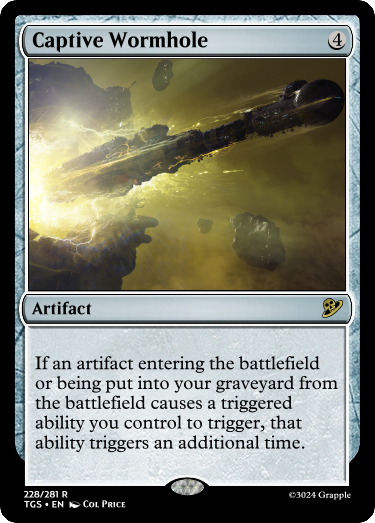 Captive Wormhole 4
Artifact
If an artifact entering the battlefield
or being put into your graveyard from
the battlefield causes a triggered
ability you control to trigger, that
ability triggers an additional time.
228/281 R
TGS • EN Col Price
©3024 Grapple